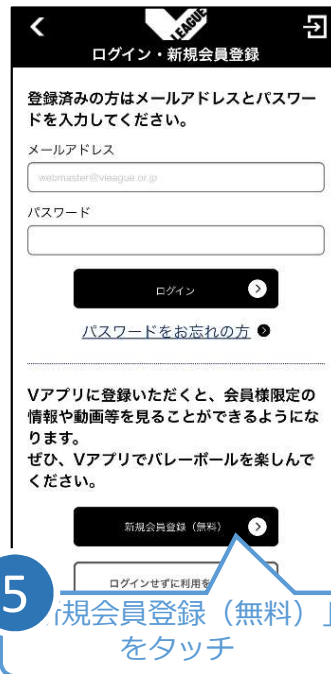 VLEAGUE
ログイン・新規会員登録
登録済みの方はメールアドレスとパスワー
ドを入力してください。
メールアドレス
webmaster@vleague.or.jp
パスワード
ログイン
パスワードをお忘れの方
Vアプリに登録いただくと、会員様限定の
情報や動画等を見ることができるようにな
ります。
ぜひ、Vアプリでバレーボールを楽しんで
ください。
新規会員登録（無料）
ログインせずに利用を
5
規会員登録（無料）」
をタッチ